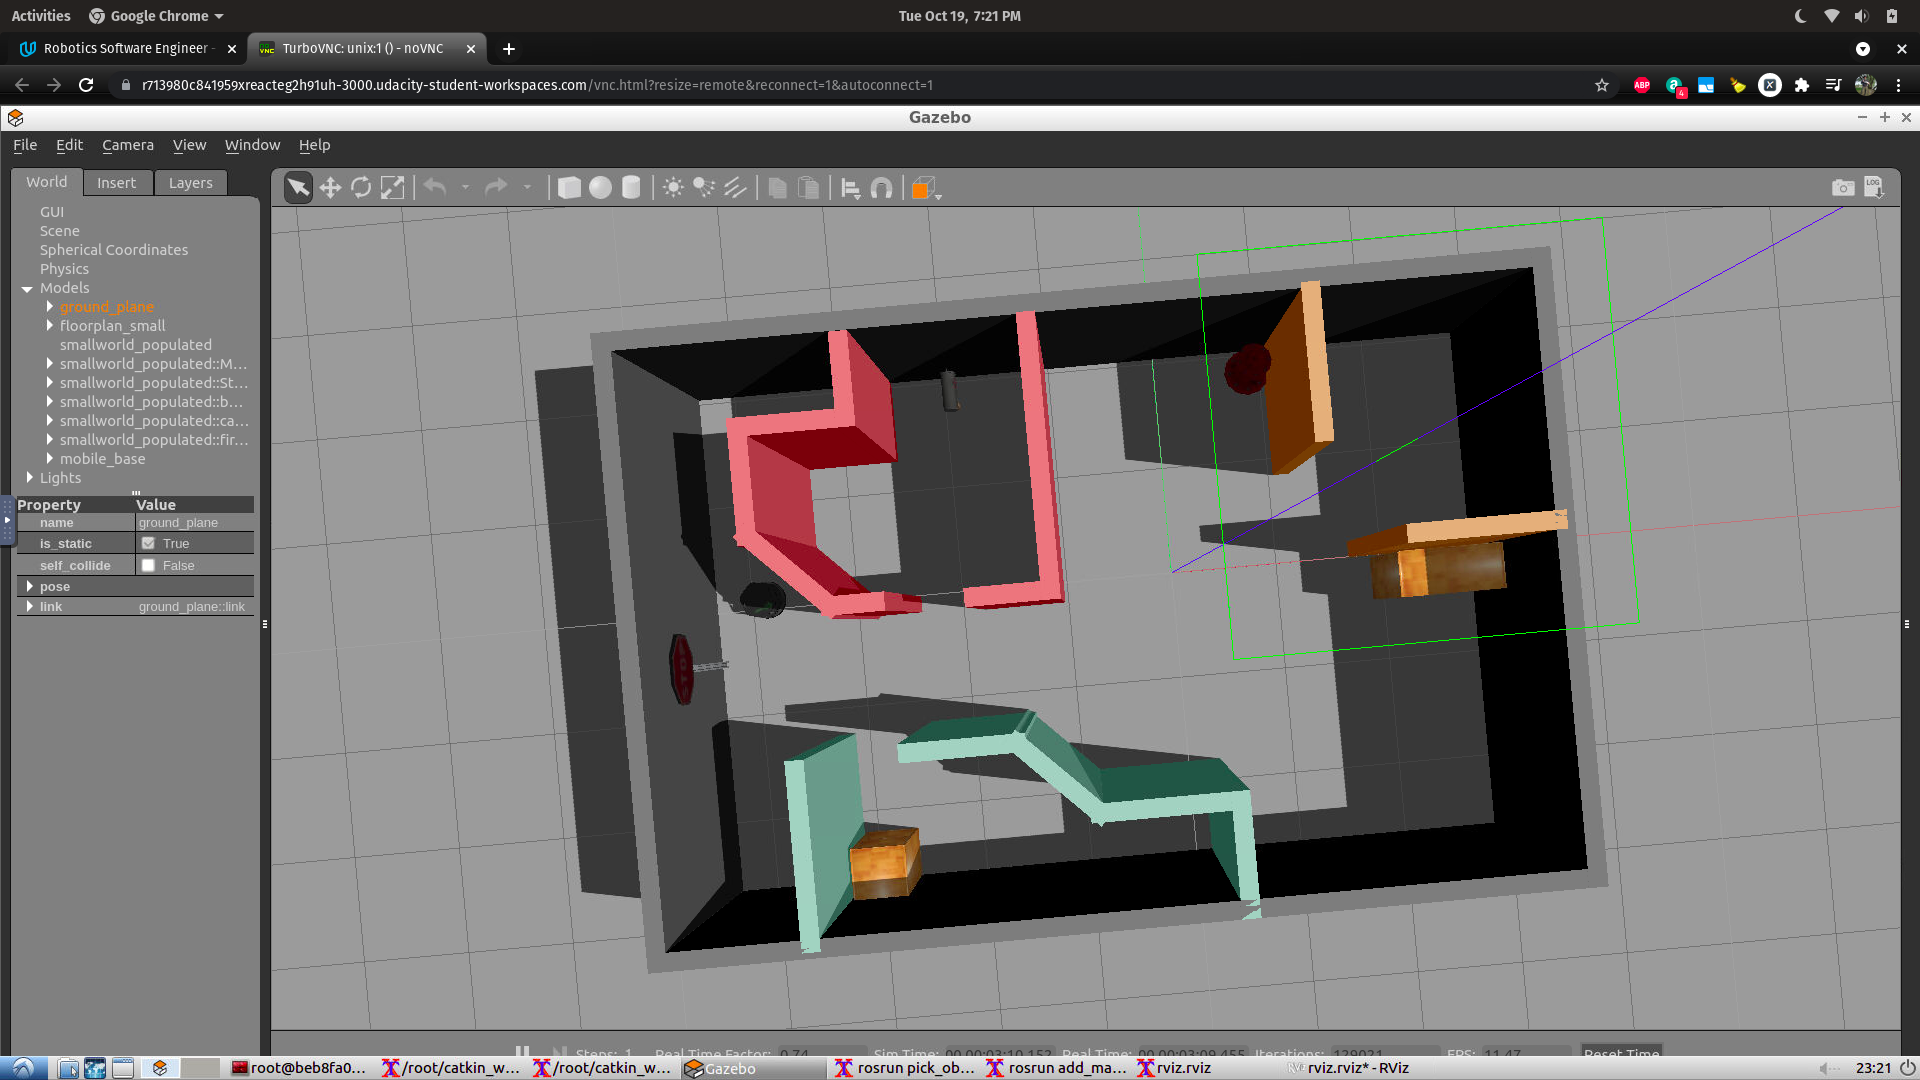 Activities
Google Chrome
Tue Oct 19, 7:21 PM
Robotics Software Engineer -
TurboVNC: unix:1 () - noVNC
r713980c841959xreacteg2h91uh-3000.udacity-student-workspaces.com/vnc.html?resize=remote&reconnect=1&autoconnect=1
ABP
4
Gazebo
File Edit Camera View Window Help
World Insert Layers
LOG
GUI
Scene
Spherical Coordinates
Physics
Models
ground_plane
floorplan_small
smallworld_populated
smallworld_populated::M...
smallworld_populated::St...
smallworld_populated::b...
smallworld_populated::ca...
smallworld_populated::fir...
mobile_base
Lights
Property Value
name ground_plane
is_static True
self_collide False
pose
link ground_plane::link
STOP
Steps: 1 Real Time Factor: 0.74 Sim Time: 00 00:03:10.152 Real Time: 00 00:03:09.455 Iterations: 129021 FPS: 11.47 Reset Time
root@beb8fa0... /root/catkin_w... /root/catkin_w... Gazebo rosrun pick_ob... rosrun add_ma... rviz.rviz rviz.rviz* - RViz 23:21